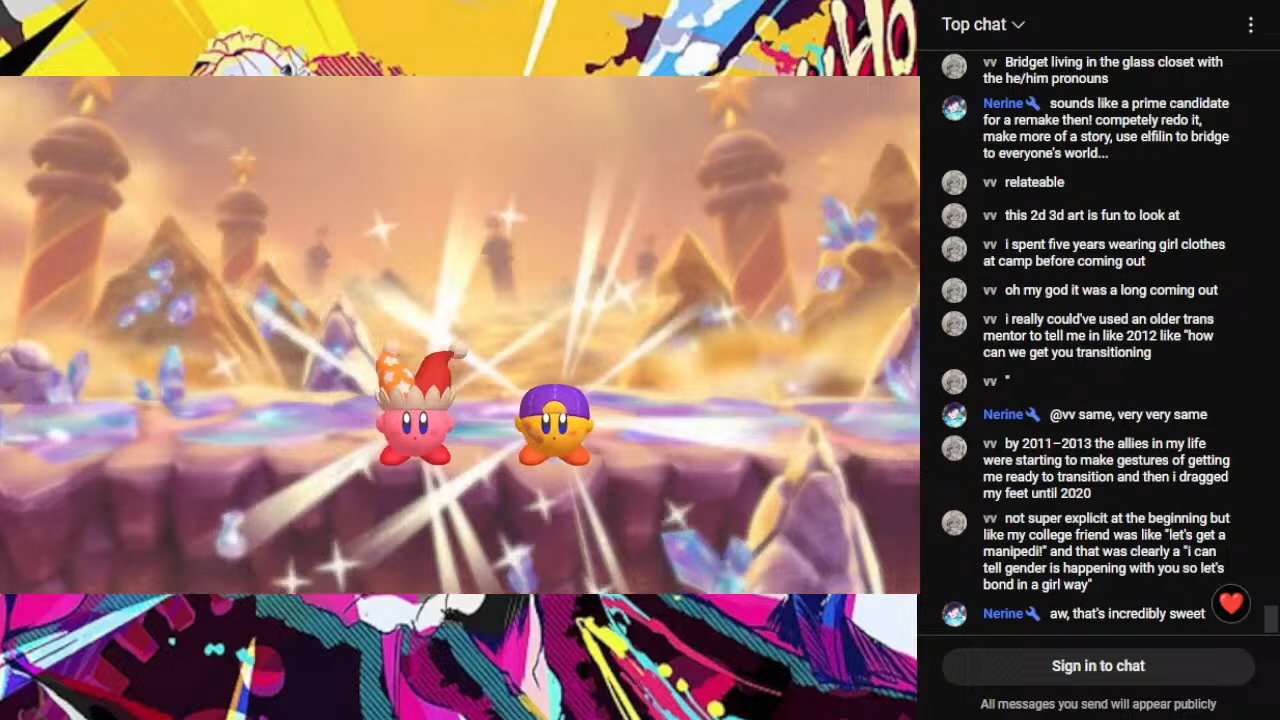 Top chat
vv Bridget living in the glass closet with
the he/him pronouns
Nerine sounds like a prime candidate
for a remake then! competely redo it,
make more of a story, use elfilin to bridge
to everyone's world...
vv relateable
vv this 2d 3d art is fun to look at
vv i spent five years wearing girl clothes
at camp before coming out
vv oh my god it was a long coming out
vv i really could've used an older trans
mentor to tell me in like 2012 like "how
can we get you transitioning
vv "
Nerine @vv same, very very same
vv by 2011–2013 the allies in my life
were starting to make gestures of getting
me ready to transition and then i dragged
my feet until 2020
vv not super explicit at the beginning but
like my college friend was like "let's get a
manipedi!" and that was clearly a "i can
tell gender is happening with you so let's
bond in a girl way"
Nerine aw, that's incredibly sweet
Sign in to chat
All messages you send will appear publicly